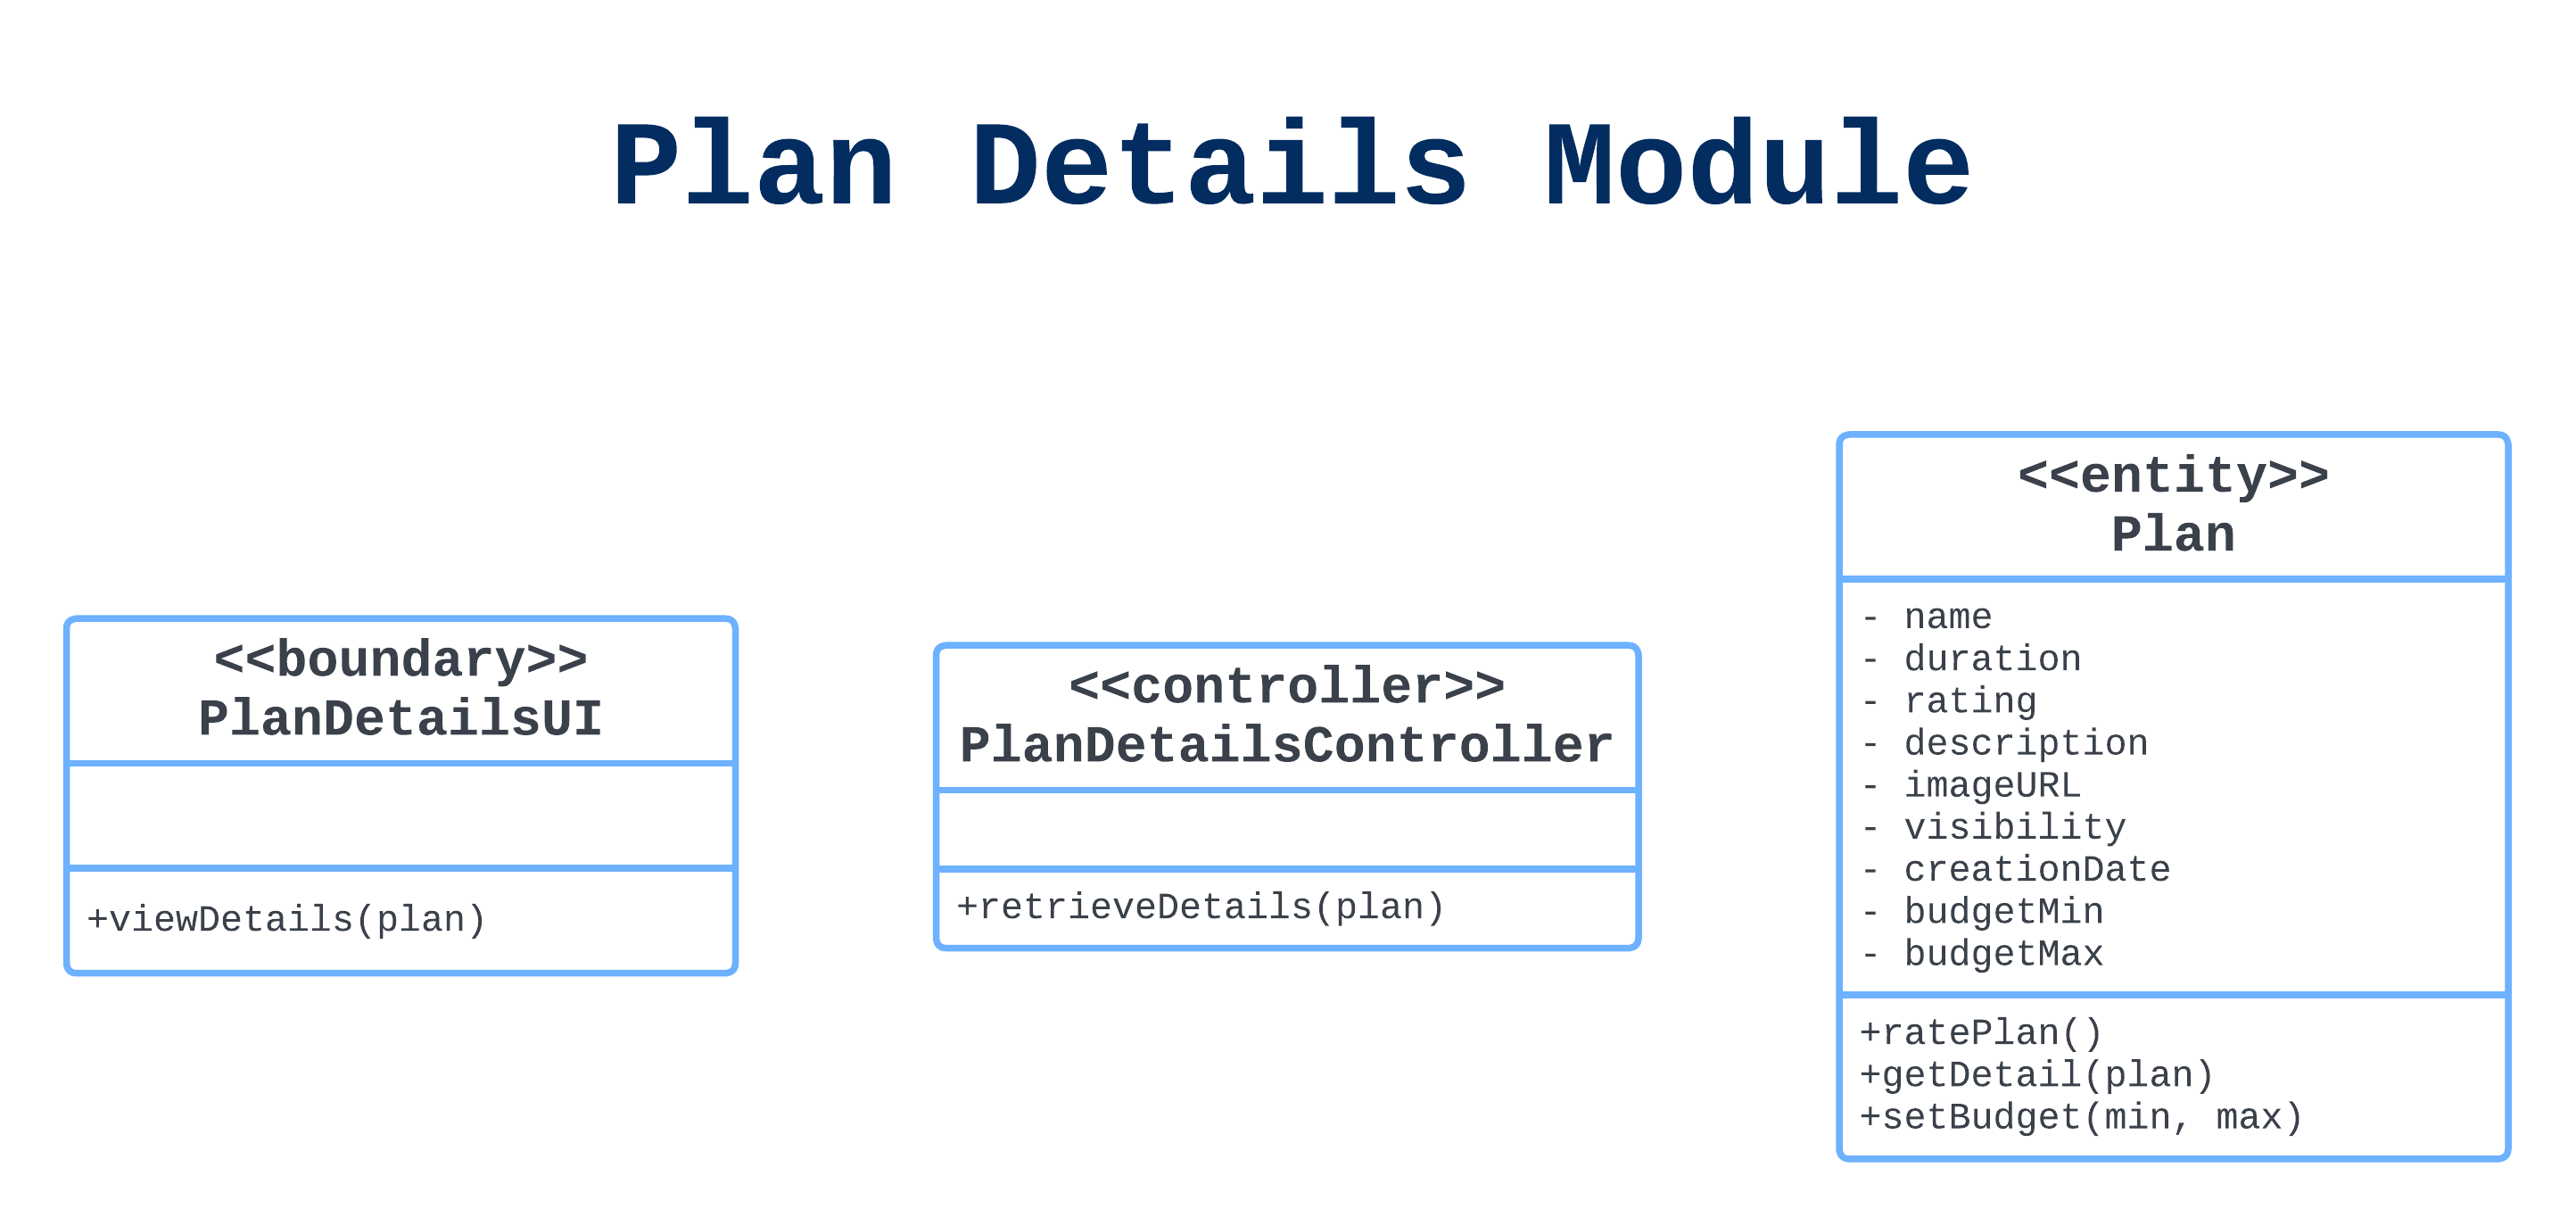 Plan Details Module
<<boundary>>
PlanDetailsUI
+viewDetails(plan)
<<controller>>
PlanDetailsController
+retrieveDetails(plan)
<<entity>>
Plan
- name
- duration
- rating
- description
- imageURL
- visibility
- creationDate
- budgetMin
- budgetMax
+ratePlan()
+getDetail(plan)
+setBudget(min, max)